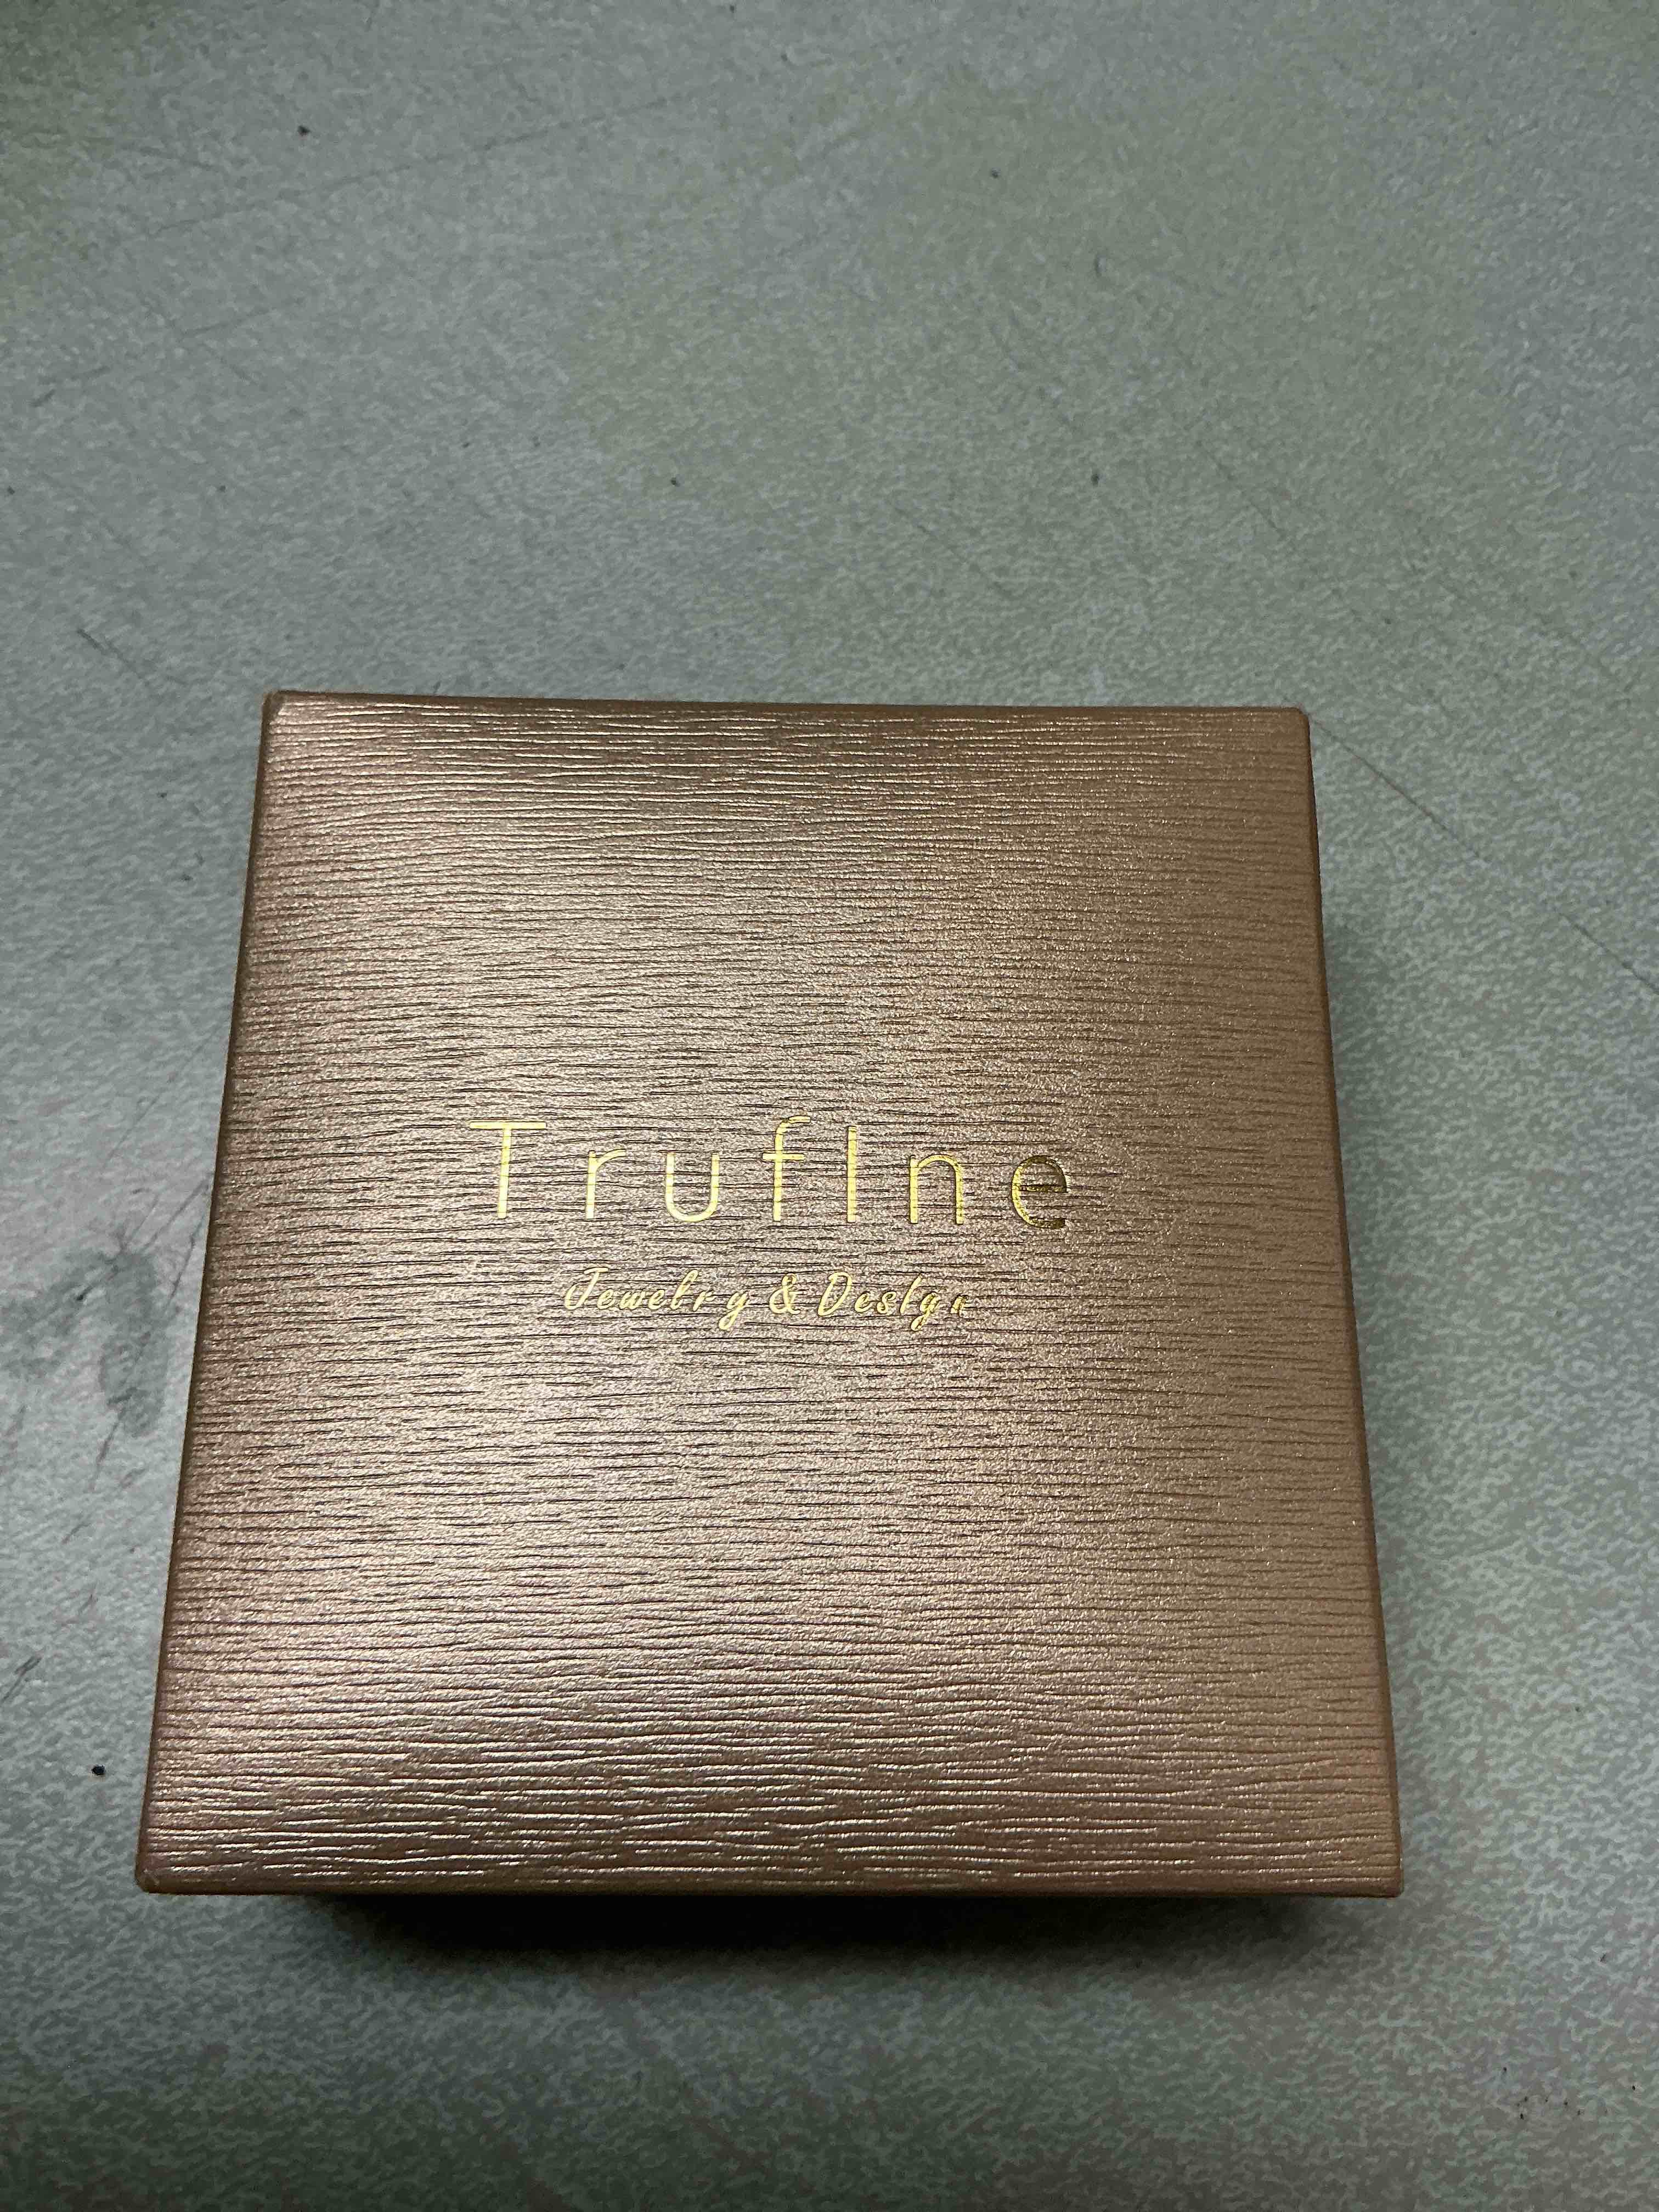 TrufIne
Jewelry & Design